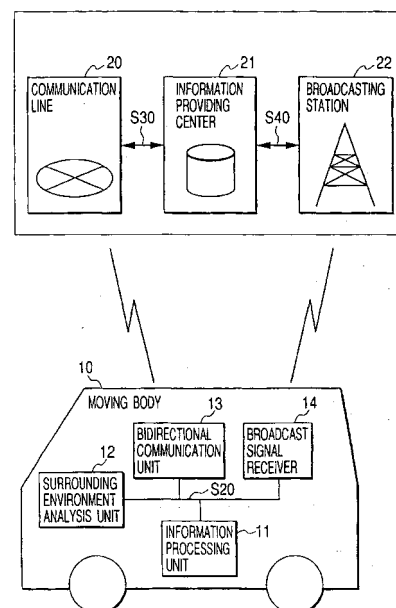 20
COMMUNICATION
LINE
S30
21
INFORMATION
PROVIDING
CENTER
S40
22
BROADCASTING
STATION
10
MOVING BODY
13
BIDIRECTIONAL
COMMUNICATION
UNIT
14
BROADCAST
SIGNAL
RECEIVER
12
SURROUNDING
ENVIRONMENT
ANALYSIS UNIT
S20
INFORMATION
PROCESSING
UNIT
11